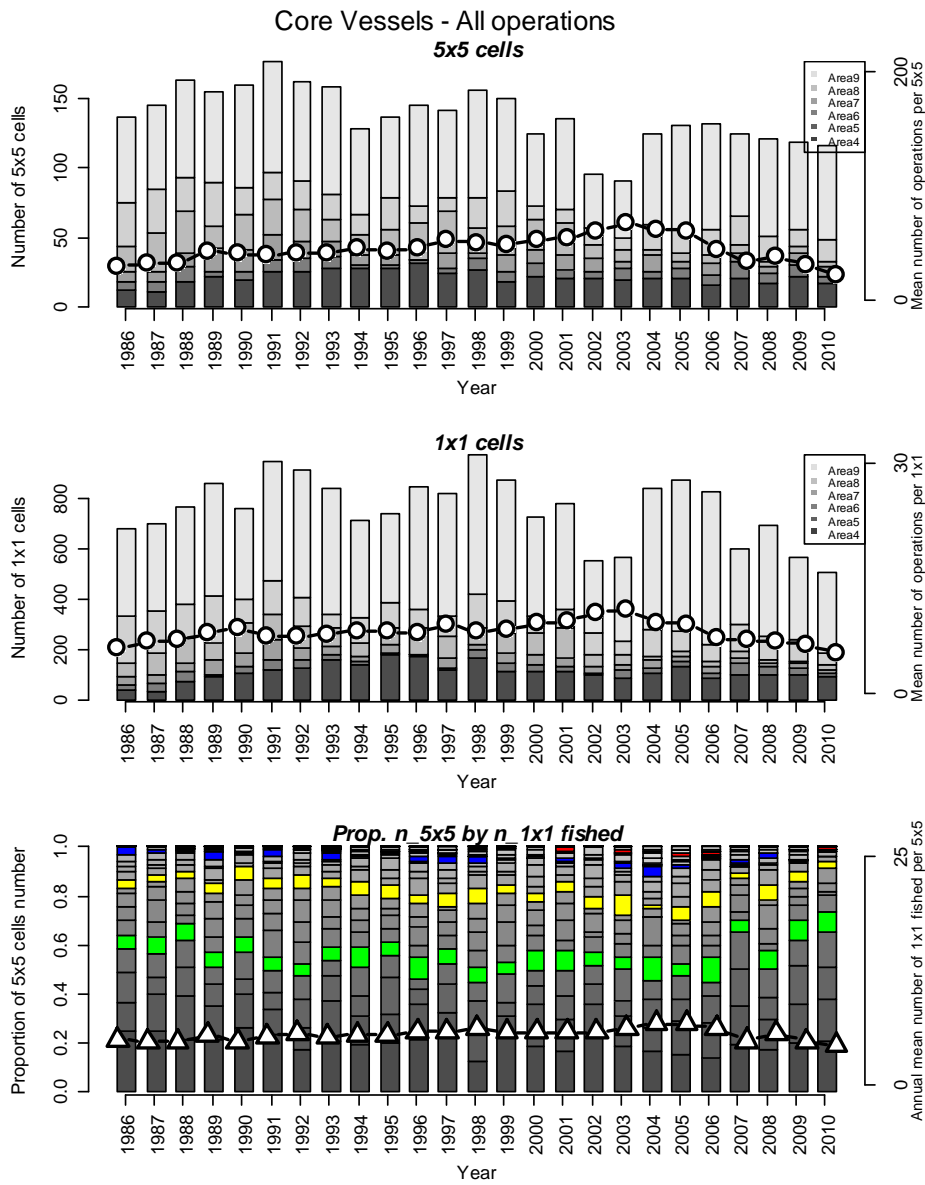 Core Vessels - All operations
5x5 cells
Number of 5x5 cells
0 50 100 150
Area9
Area8
Area7
Area6
Area5
Area4
0 200
Mean number of operations per 5x5
1986 1987 1988 1989 1990 1991 1992 1993 1994 1995 1996 1997 1998 1999 2000 2001 2002 2003 2004 2005 2006 2007 2008 2009 2010
Year
1x1 cells
Number of 1x1 cells
0 200 400 600 800
Area9
Area8
Area7
Area6
Area5
Area4
0 30
Mean number of operations per 1x1
1986 1987 1988 1989 1990 1991 1992 1993 1994 1995 1996 1997 1998 1999 2000 2001 2002 2003 2004 2005 2006 2007 2008 2009 2010
Year
Prop. n_5x5 by n_1x1 fished
Proportion of 5x5 cells number
0.0 0.2 0.4 0.6 0.8 1.0
0 25
Annual mean number of 1x1 fished per 5x5
1986 1987 1988 1989 1990 1991 1992 1993 1994 1995 1996 1997 1998 1999 2000 2001 2002 2003 2004 2005 2006 2007 2008 2009 2010
Year